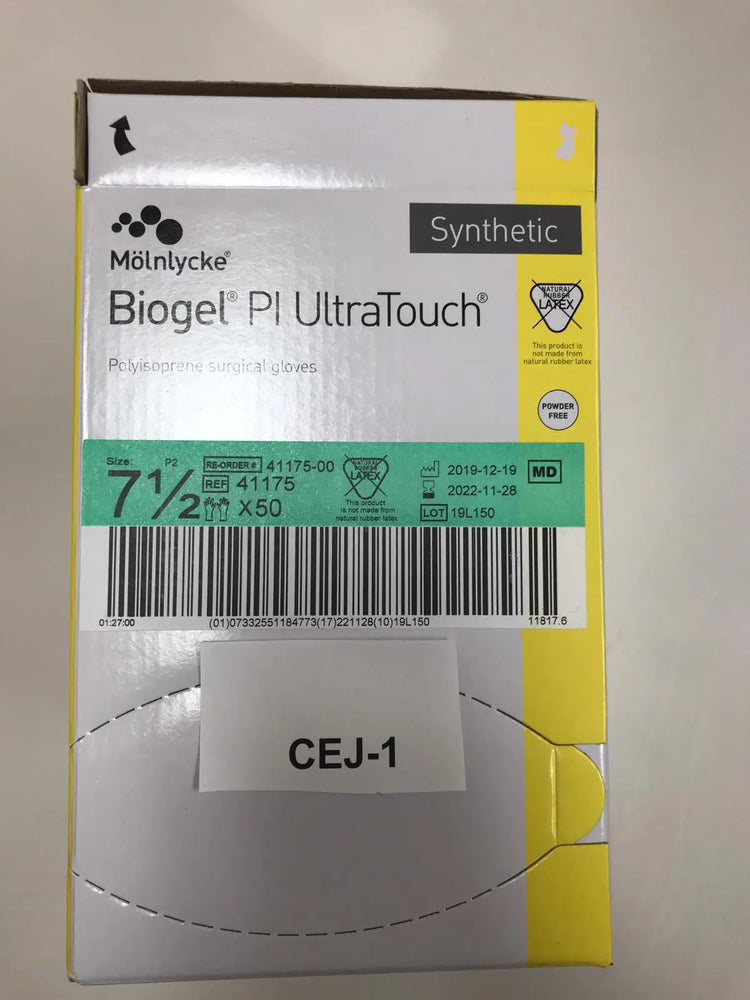 Mölnlycke®
Synthetic
Biogel® PI UltraTouch®
Polyisoprene surgical gloves
NATURAL
RUBBER
LATEX
This product is
not made from
natural rubber latex
POWDER
FREE
Size:
7½
P2
RE-ORDER # 41175-00
REF 41175
X50
NATURAL
RUBBER
LATEX
This product
is not made from
natural rubber latex
2019-12-19
2022-11-28
LOT 19L150
MD
01:27:00
(01)07332551184773(17)221128(10)19L150
11817.6
CEJ-1